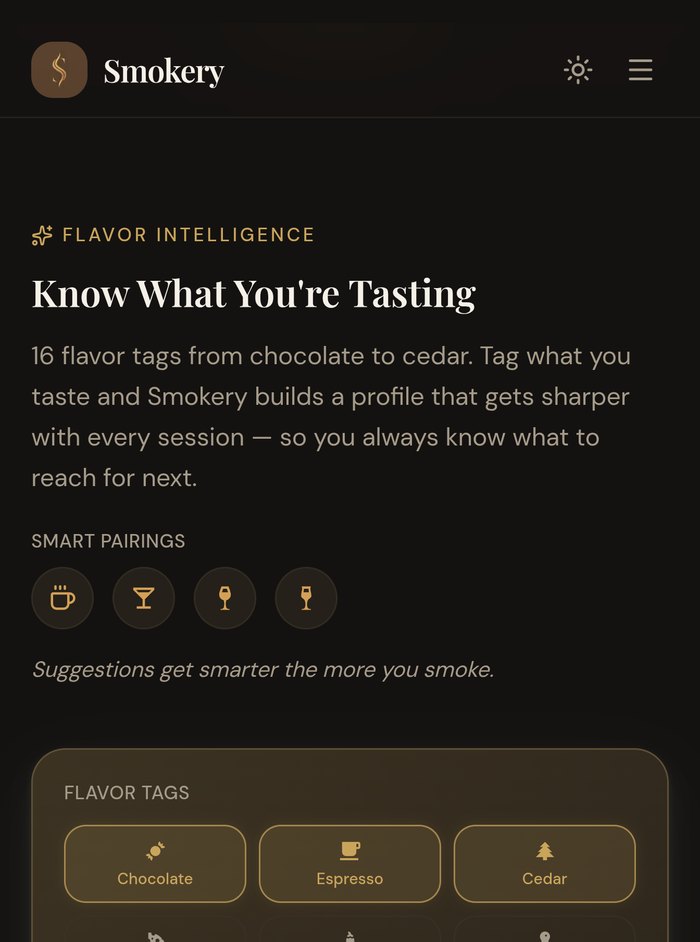 Smokery
FLAVOR INTELLIGENCE
Know What You're Tasting
16 flavor tags from chocolate to cedar. Tag what you
taste and Smokery builds a profile that gets sharper
with every session — so you always know what to
reach for next.
SMART PAIRINGS
Suggestions get smarter the more you smoke.
FLAVOR TAGS
Chocolate
Espresso
Cedar